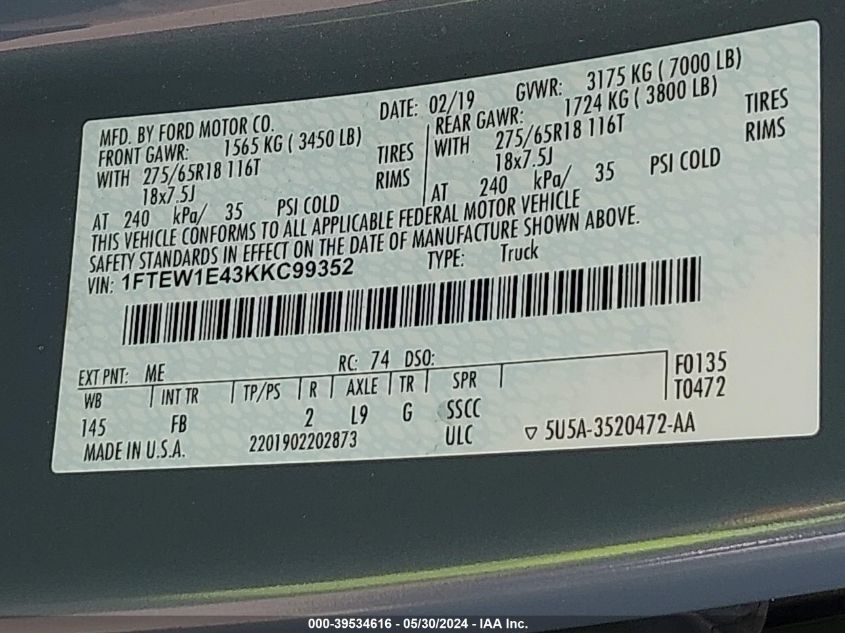 MFD. BY FORD MOTOR CO. DATE: 02/19 GVWR: 3175 KG ( 7000 LB)
FRONT GAWR: 1565 KG ( 3450 LB) REAR GAWR: 1724 KG ( 3800 LB)
WITH 275/65R18 116T TIRES WITH 275/65R18 116T TIRES
18x7.5J RIMS 18x7.5J RIMS
AT 240 kPa/ 35 PSI COLD AT 240 kPa/ 35 PSI COLD
THIS VEHICLE CONFORMS TO ALL APPLICABLE FEDERAL MOTOR VEHICLE
SAFETY STANDARDS IN EFFECT ON THE DATE OF MANUFACTURE SHOWN ABOVE.
VIN: 1FTEW1E43KKC99352 TYPE: Truck
EXT PNT: ME RC: 74 DSO:
WB INT TR TP/PS R AXLE TR SPR F0135
145 FB 2 L9 G SSCC T0472
MADE IN U.S.A. 2201902202873 ULC ▽ 5U5A-3520472-AA
000-39534616 - 05/30/2024 - IAA Inc.